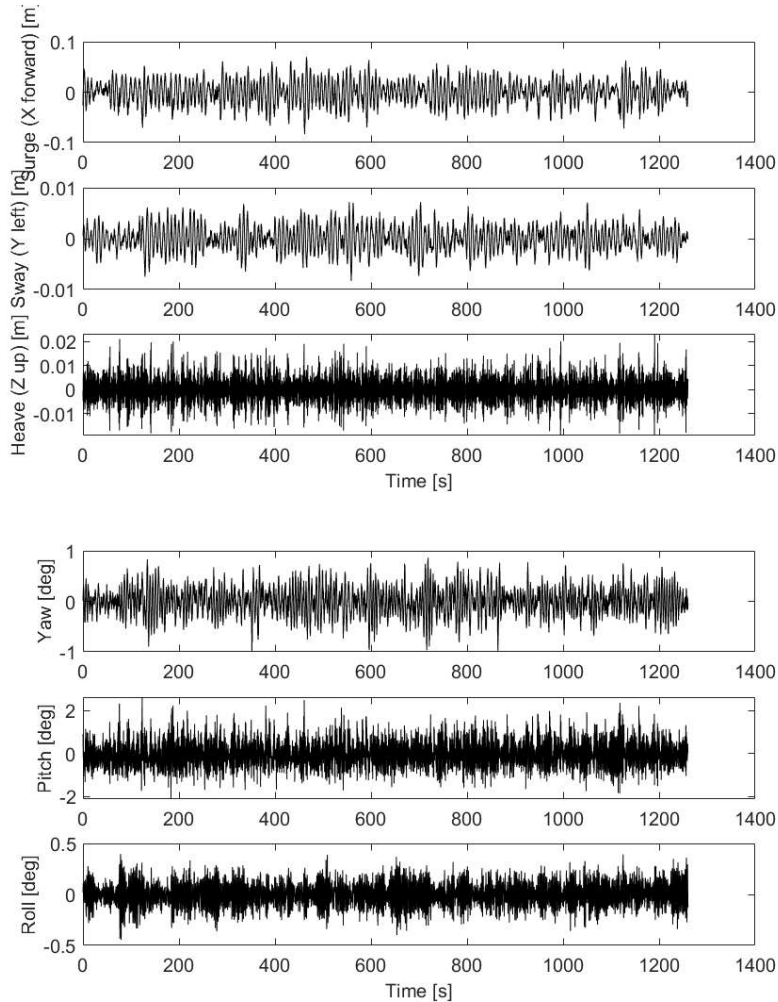 Surge (X forward) [m]
0.1
0
-0.1
0 200 400 600 800 1000 1200 1400
Sway (Y left) [m]
0.01
0
-0.01
0 200 400 600 800 1000 1200 1400
Heave (Z up) [m]
0.02
0.01
0
-0.01
0 200 400 600 800 1000 1200 1400
Time [s]
Yaw [deg]
1
0
-1
0 200 400 600 800 1000 1200 1400
Pitch [deg]
2
0
-2
0 200 400 600 800 1000 1200 1400
Roll [deg]
0.5
0
-0.5
0 200 400 600 800 1000 1200 1400
Time [s]